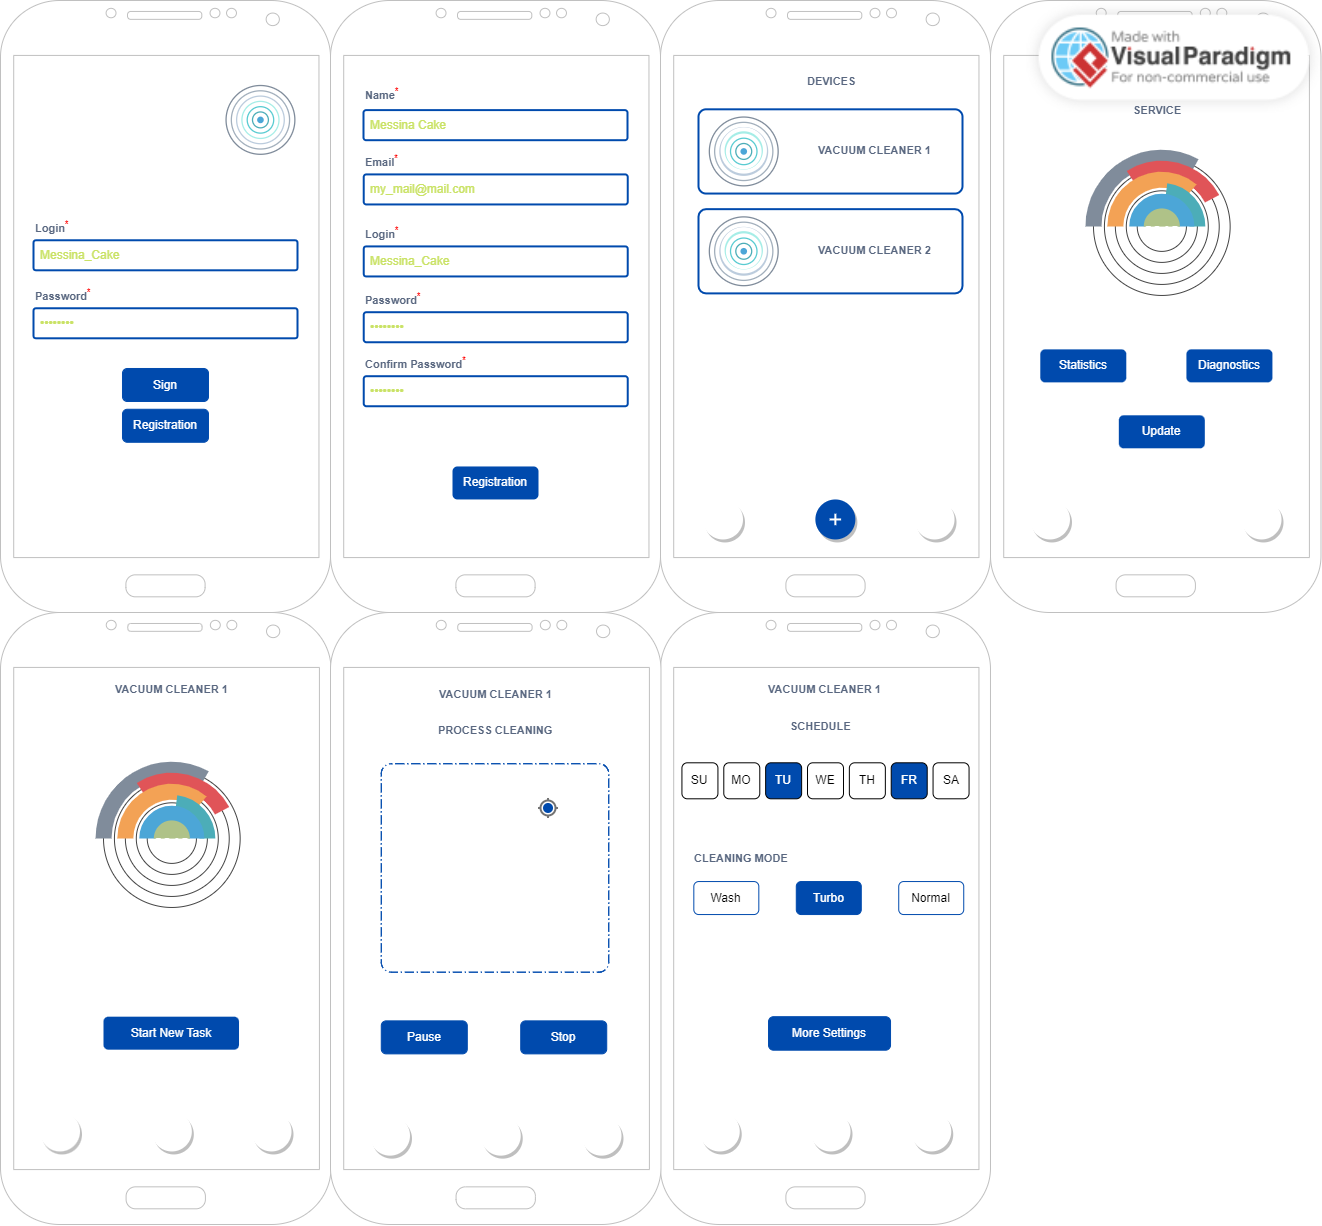 Made with
Visual Paradigm
For non-commercial use
Login*
Messina_Cake
Password*
--------
Sign
Registration
Name*
Messina Cake
Email*
my_mail@mail.com
Login*
Messina_Cake
Password*
--------
Confirm Password*
--------
Registration
DEVICES
VACUUM CLEANER 1
VACUUM CLEANER 2
+
SERVICE
Statistics
Diagnostics
Update
VACUUM CLEANER 1
Start New Task
VACUUM CLEANER 1
PROCESS CLEANING
Pause
Stop
VACUUM CLEANER 1
SCHEDULE
SU MO TU WE TH FR SA
CLEANING MODE
Wash Turbo Normal
More Settings